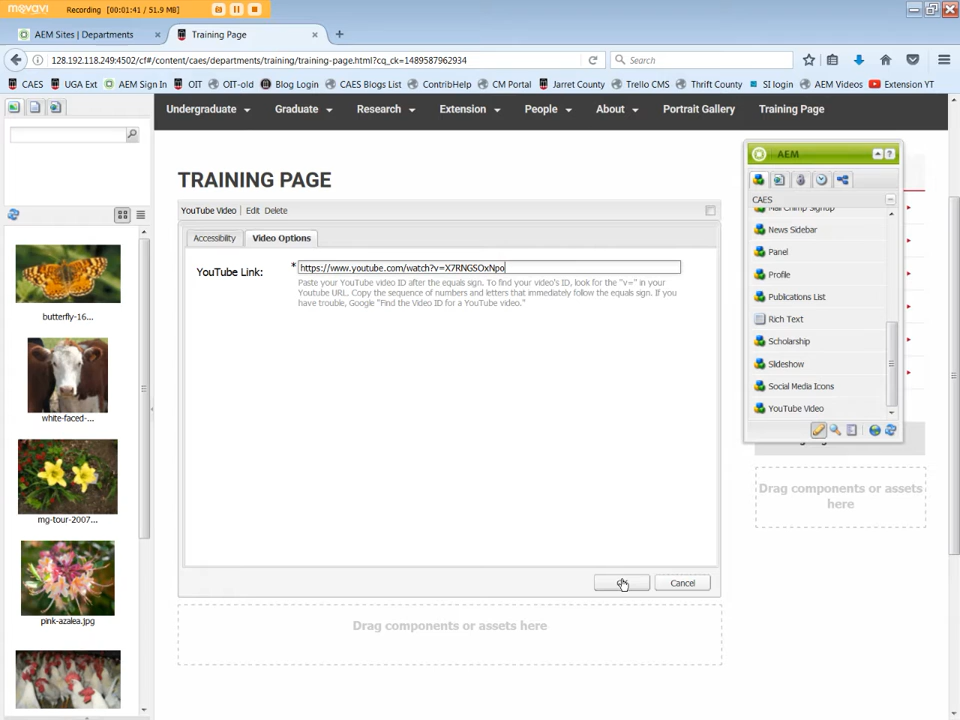 movavi
Recording [ 00:01:41 / 51.9 MB ]
AEM Sites | Departments
Training Page
128.192.118.249:4502/cf#/content/caes/departments/training/training-page.html?cq_ck=1489587962934
Search
CAES UGA Ext AEM Sign In OIT OIT-old Blog Login CAES Blogs List ContribHelp CM Portal Jarret County Trello CMS Thrift County SI login AEM Videos Extension YT
Undergraduate Graduate Research Extension People About Portrait Gallery Training Page
TRAINING PAGE
YouTube Video | Edit Delete
Accessibility Video Options
YouTube Link: * https://www.youtube.com/watch?v=X7RNGSOxNpo
Paste your YouTube video ID after the equals sign. To find your video's ID, look for the "v=" in your
Youtube URL. Copy the sequence of numbers and letters that immediately follow the equals sign. If you
have trouble, Google "Find the Video ID for a YouTube video."
Cancel
Drag components or assets here
butterfly-16...
white-faced-...
mg-tour-2007...
pink-azalea.jpg
AEM
CAES
Mail Chimp Signup
News Sidebar
Panel
Profile
Publications List
Rich Text
Scholarship
Slideshow
Social Media Icons
YouTube Video
Drag components or assets
here